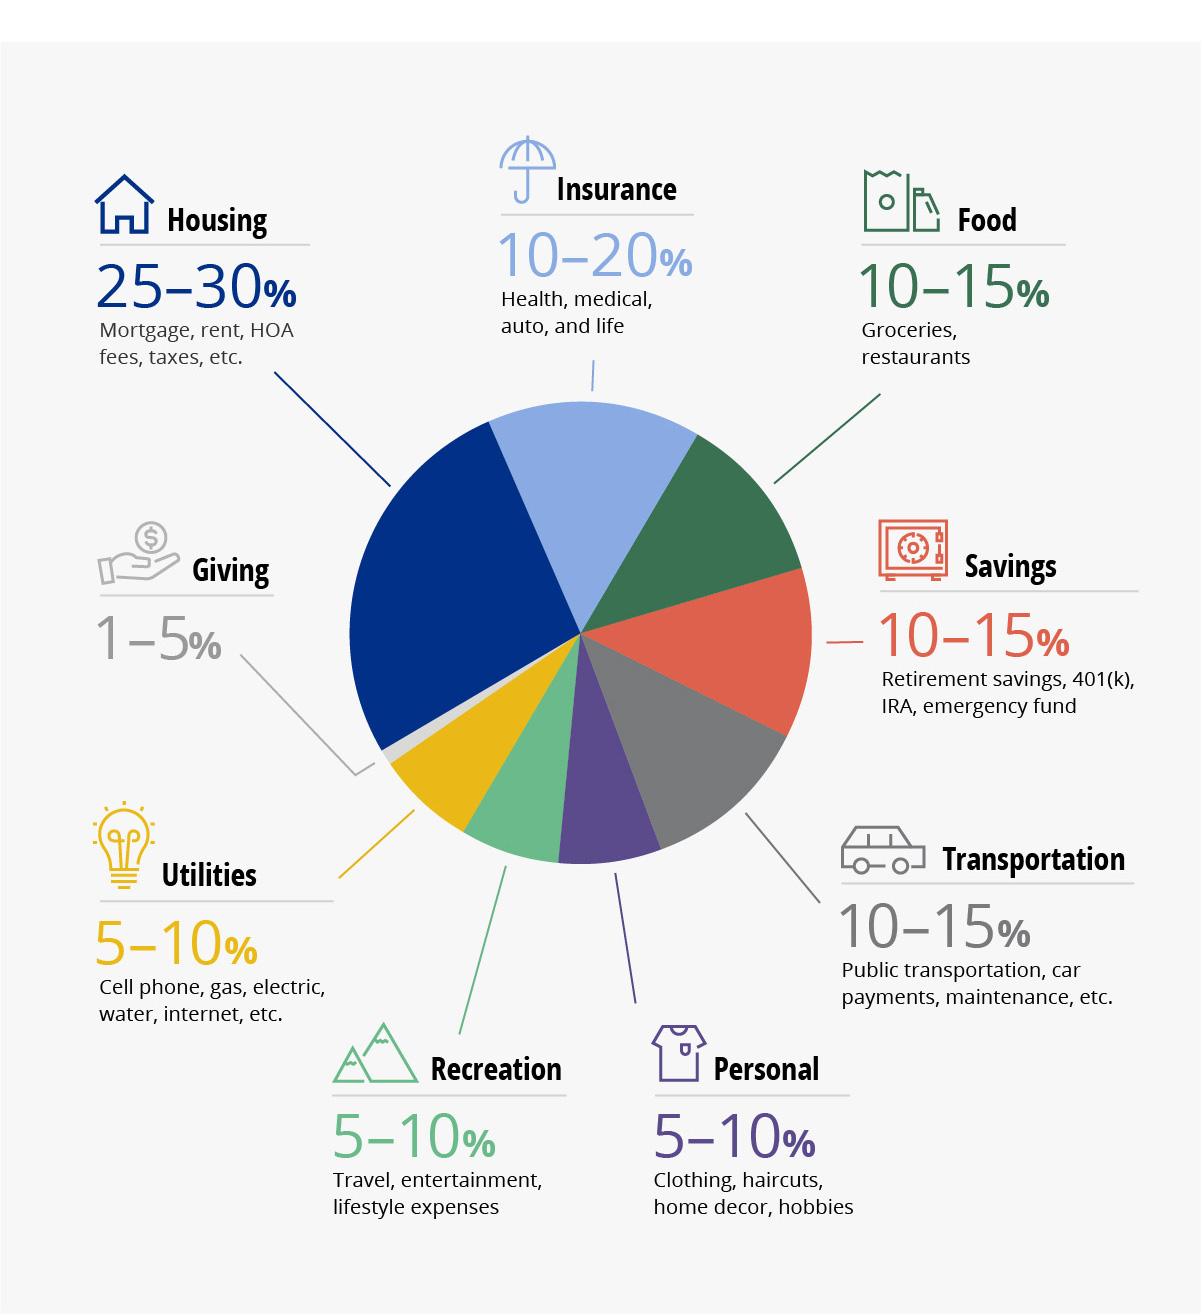 Housing
25–30%
Mortgage, rent, HOA
fees, taxes, etc.
Insurance
10–20%
Health, medical,
auto, and life
Food
10–15%
Groceries,
restaurants
Giving
1–5%
$
Savings
10–15%
Retirement savings, 401(k),
IRA, emergency fund
Utilities
5–10%
Cell phone, gas, electric,
water, internet, etc.
Transportation
10–15%
Public transportation, car
payments, maintenance, etc.
Recreation
5–10%
Travel, entertainment,
lifestyle expenses
Personal
5–10%
Clothing, haircuts,
home decor, hobbies